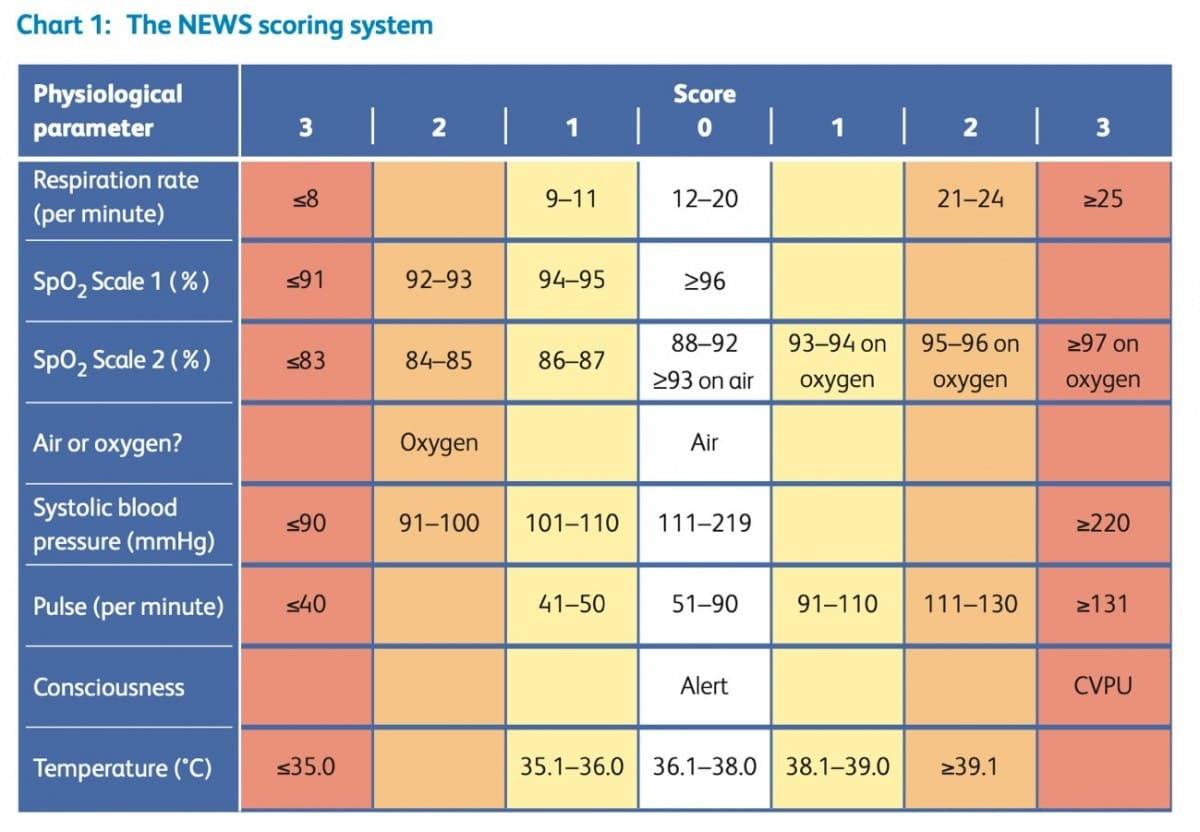 Chart 1: The NEWS scoring system
Physiological parameter
Score
3 2 1 0 1 2 3
Respiration rate (per minute)
≤8 9–11 12–20 21–24 ≥25
SpO2 Scale 1 (%)
≤91 92–93 94–95 ≥96
SpO2 Scale 2 (%)
≤83 84–85 86–87 88–92 ≥93 on air 93–94 on oxygen 95–96 on oxygen ≥97 on oxygen
Air or oxygen?
Oxygen Air
Systolic blood pressure (mmHg)
≤90 91–100 101–110 111–219 ≥220
Pulse (per minute)
≤40 41–50 51–90 91–110 111–130 ≥131
Consciousness
Alert CVPU
Temperature (°C)
≤35.0 35.1–36.0 36.1–38.0 38.1–39.0 ≥39.1